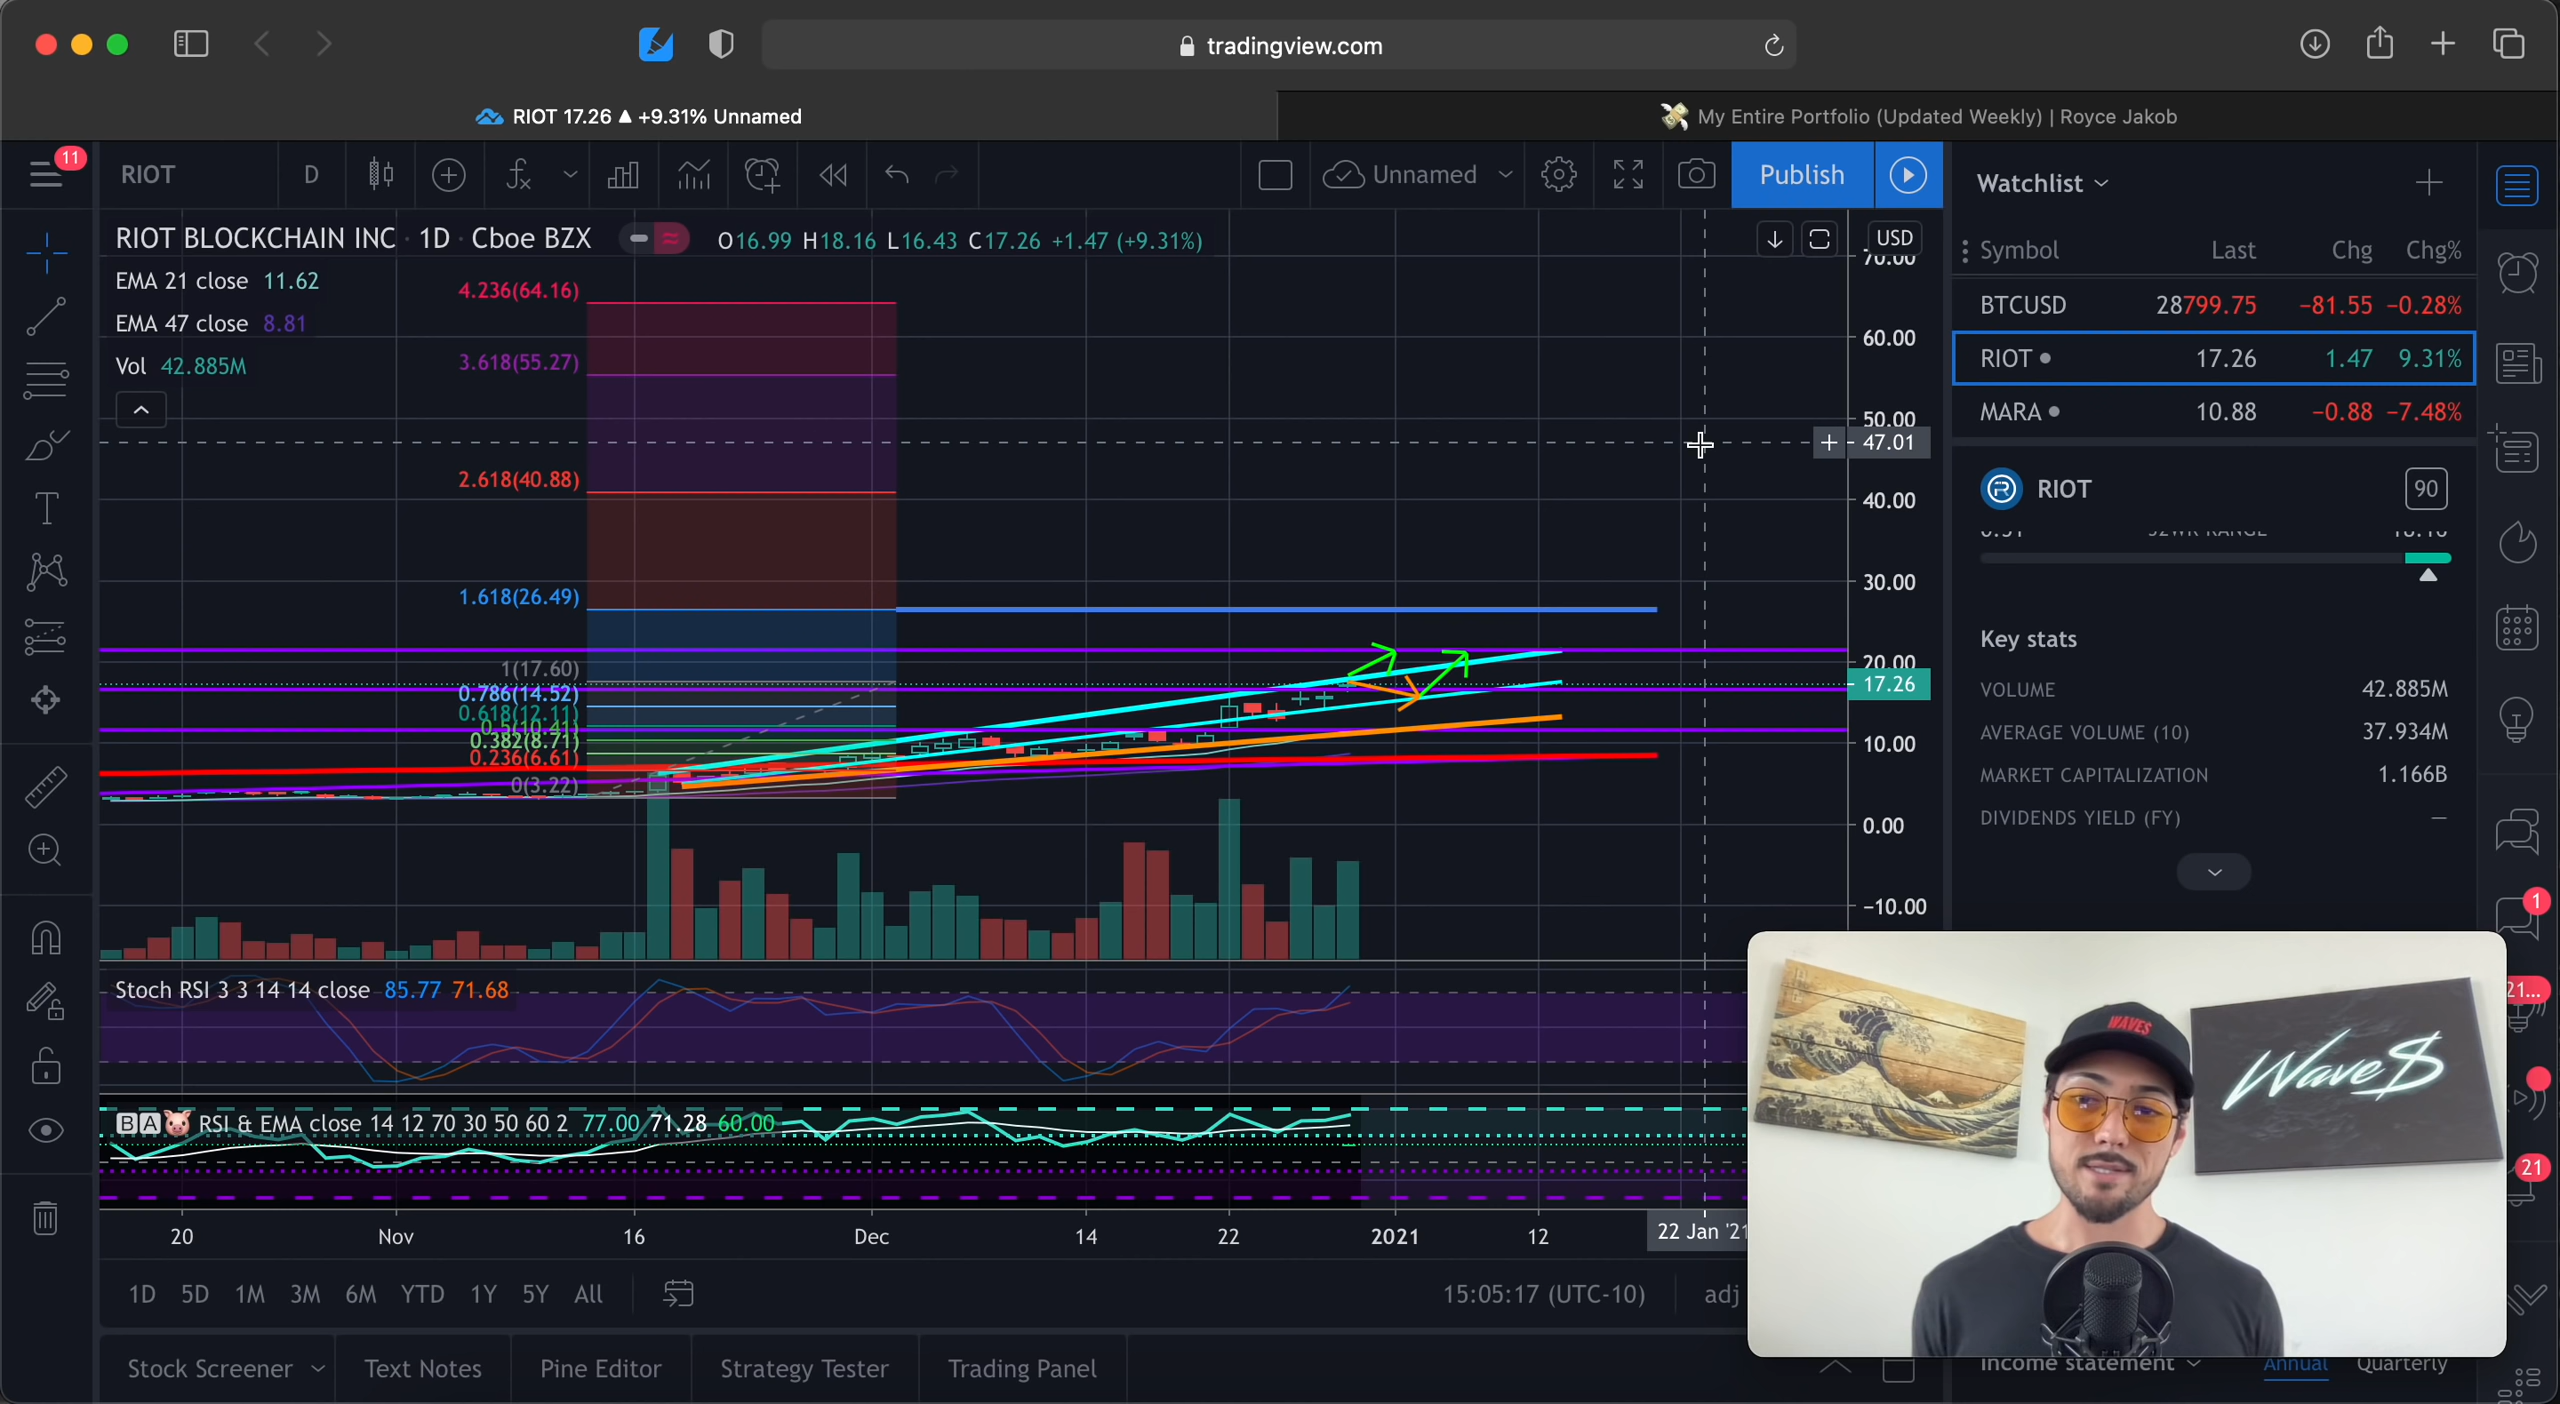 tradingview.com
RIOT 17.26 ▲ +9.31% Unnamed
My Entire Portfolio (Updated Weekly) | Royce Jakob
11
RIOT
D
Unnamed
Publish
Watchlist
RIOT BLOCKCHAIN INC · 1D · Cboe BZX
O16.99 H18.16 L16.43 C17.26 +1.47 (+9.31%)
USD
EMA 21 close 11.62
EMA 47 close 8.81
Vol 42.885M
4.236(64.16)
3.618(55.27)
2.618(40.88)
1.618(26.49)
1(17.60)
0.786(14.52)
0.618(12.11)
0.5(10.41)
0.382(8.71)
0.236(6.61)
0(3.22)
70.00
60.00
50.00
47.01
40.00
30.00
20.00
17.26
10.00
0.00
−10.00
Symbol Last Chg Chg%
BTCUSD 28799.75 −81.55 −0.28%
RIOT 17.26 1.47 9.31%
MARA 10.88 −0.88 −7.48%
RIOT
90
52WK RANGE
Key stats
VOLUME 42.885M
AVERAGE VOLUME (10) 37.934M
MARKET CAPITALIZATION 1.166B
DIVIDENDS YIELD (FY) —
1
21...
21
Stoch RSI 3 3 14 14 close 85.77 71.68
BA🐷 RSI & EMA close 14 12 70 30 50 60 2 77.00 71.28 60.00
20 Nov 16 Dec 14 22 2021 12 22 Jan '21
WAVES
Wave$
1D 5D 1M 3M 6M YTD 1Y 5Y All
15:05:17 (UTC-10)
adj
Stock Screener
Text Notes
Pine Editor
Strategy Tester
Trading Panel
Income statement
Annual
Quarterly